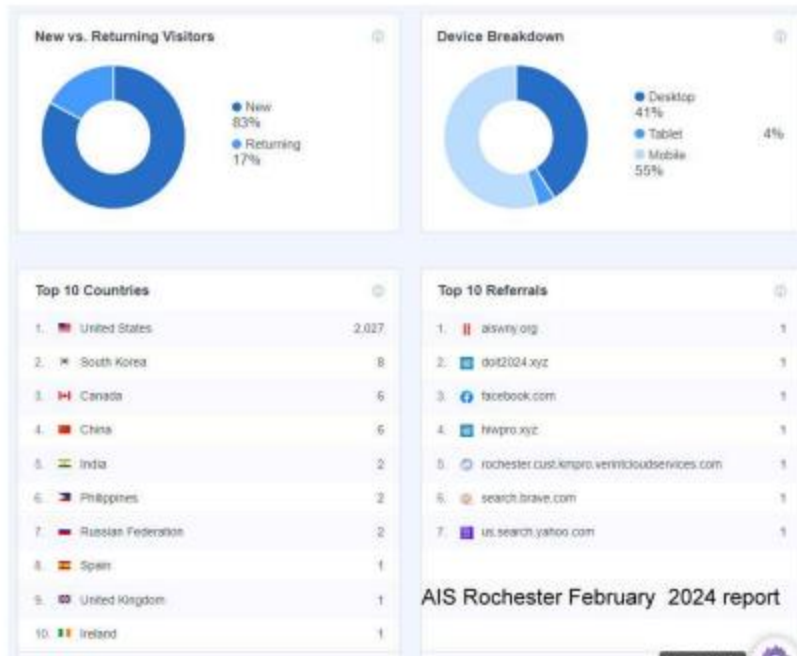 New vs. Returning Visitors
New
83%
Returning
17%
Device Breakdown
Desktop
41%
Tablet 4%
Mobile
55%
Top 10 Countries
1. United States 2,027
2. South Korea 8
3. Canada 6
4. China 6
5. India 2
6. Philippines 2
7. Russian Federation 2
8. Spain 1
9. United Kingdom 1
10. Ireland 1
Top 10 Referrals
1. aiswny.org 1
2. doit2024.xyz 1
3. facebook.com 1
4. hiwpro.xyz 1
5. rochester.cust.kmpro.verintcloudservices.com 1
6. search.brave.com 1
7. us.search.yahoo.com 1
AIS Rochester February 2024 report